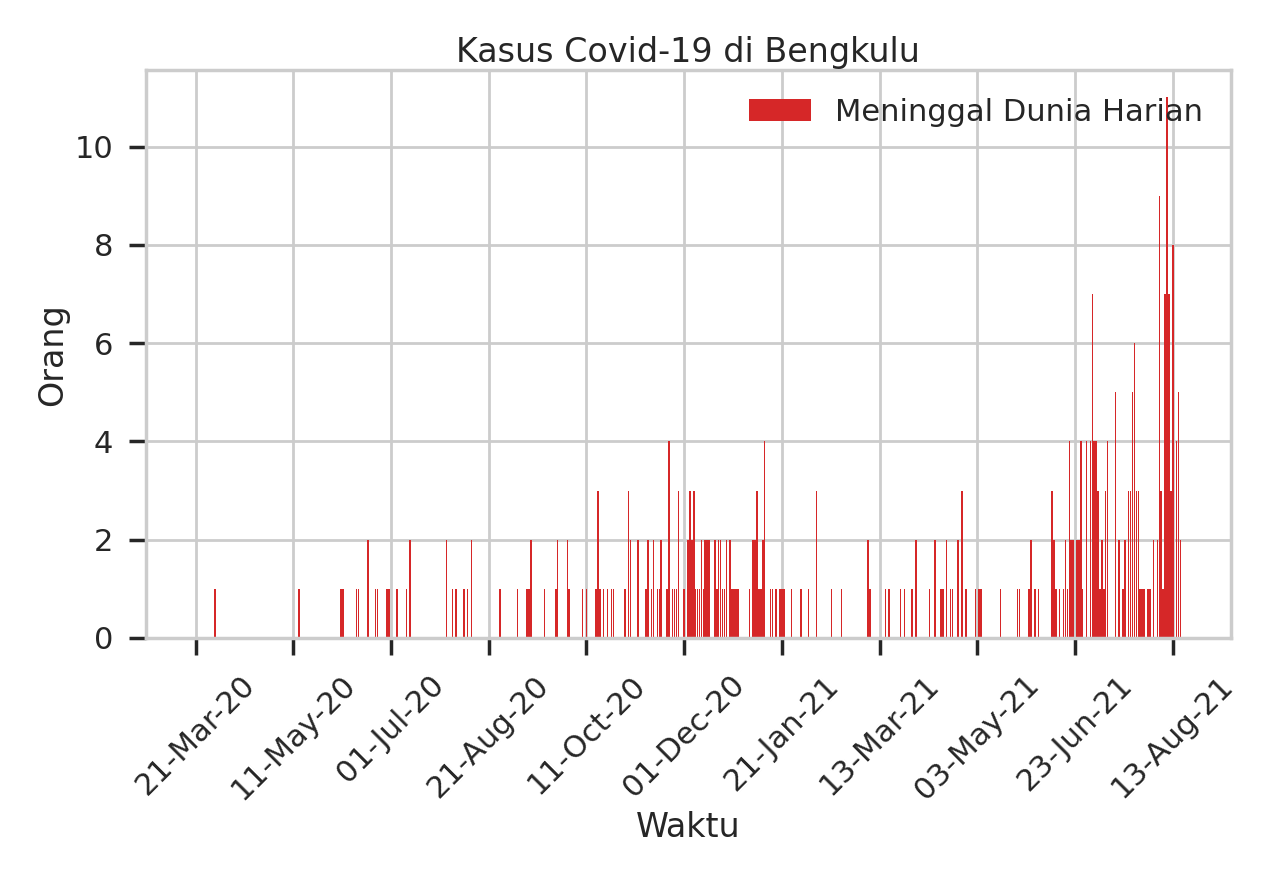 Kasus Covid-19 di Bengkulu
Meninggal Dunia Harian
Orang
10
8
6
4
2
0
21-Mar-20
11-May-20
01-Jul-20
21-Aug-20
11-Oct-20
01-Dec-20
21-Jan-21
13-Mar-21
03-May-21
23-Jun-21
13-Aug-21
Waktu